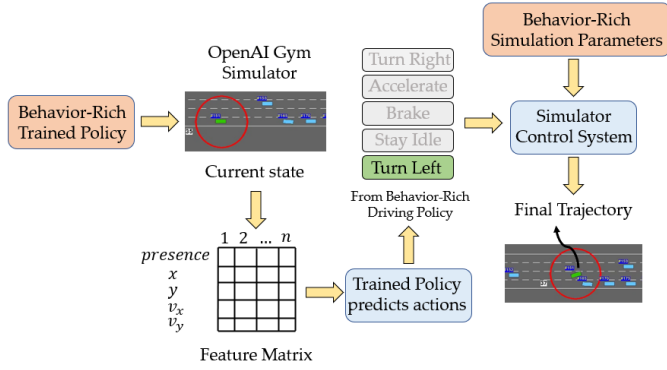 Behavior-Rich
Trained Policy
OpenAI Gym
Simulator
Current state
1 2 ... n
presence
x
y
v_x
v_y
Feature Matrix
Trained Policy
predicts actions
From Behavior-Rich
Driving Policy
Turn Right
Accelerate
Brake
Stay Idle
Turn Left
Behavior-Rich
Simulation Parameters
Simulator
Control System
Final Trajectory